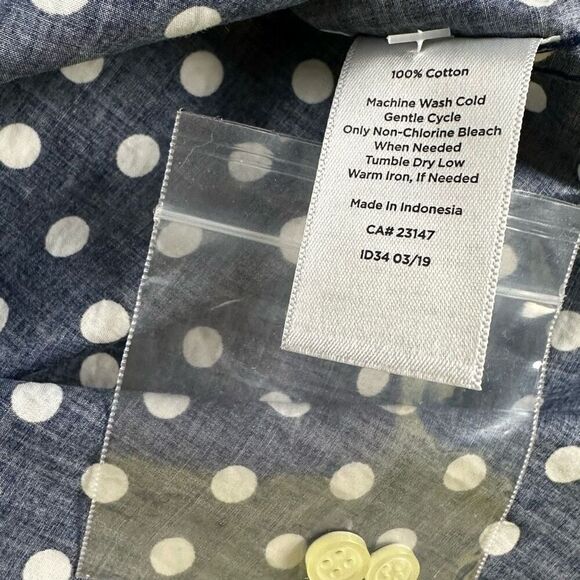 100% Cotton
Machine Wash Cold
Gentle Cycle
Only Non-Chlorine Bleach
When Needed
Tumble Dry Low
Warm Iron, If Needed
Made In Indonesia
CA# 23147
ID34 03/19